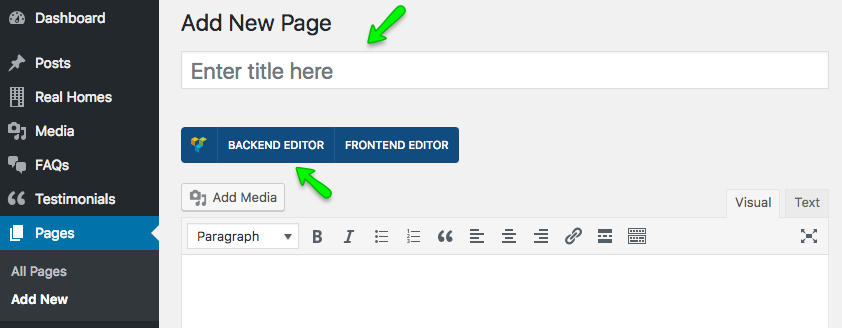 Dashboard
Posts
Real Homes
Media
FAQs
Testimonials
Pages
All Pages
Add New
Add New Page
Enter title here
BACKEND EDITOR FRONTEND EDITOR
Add Media
Visual Text
Paragraph